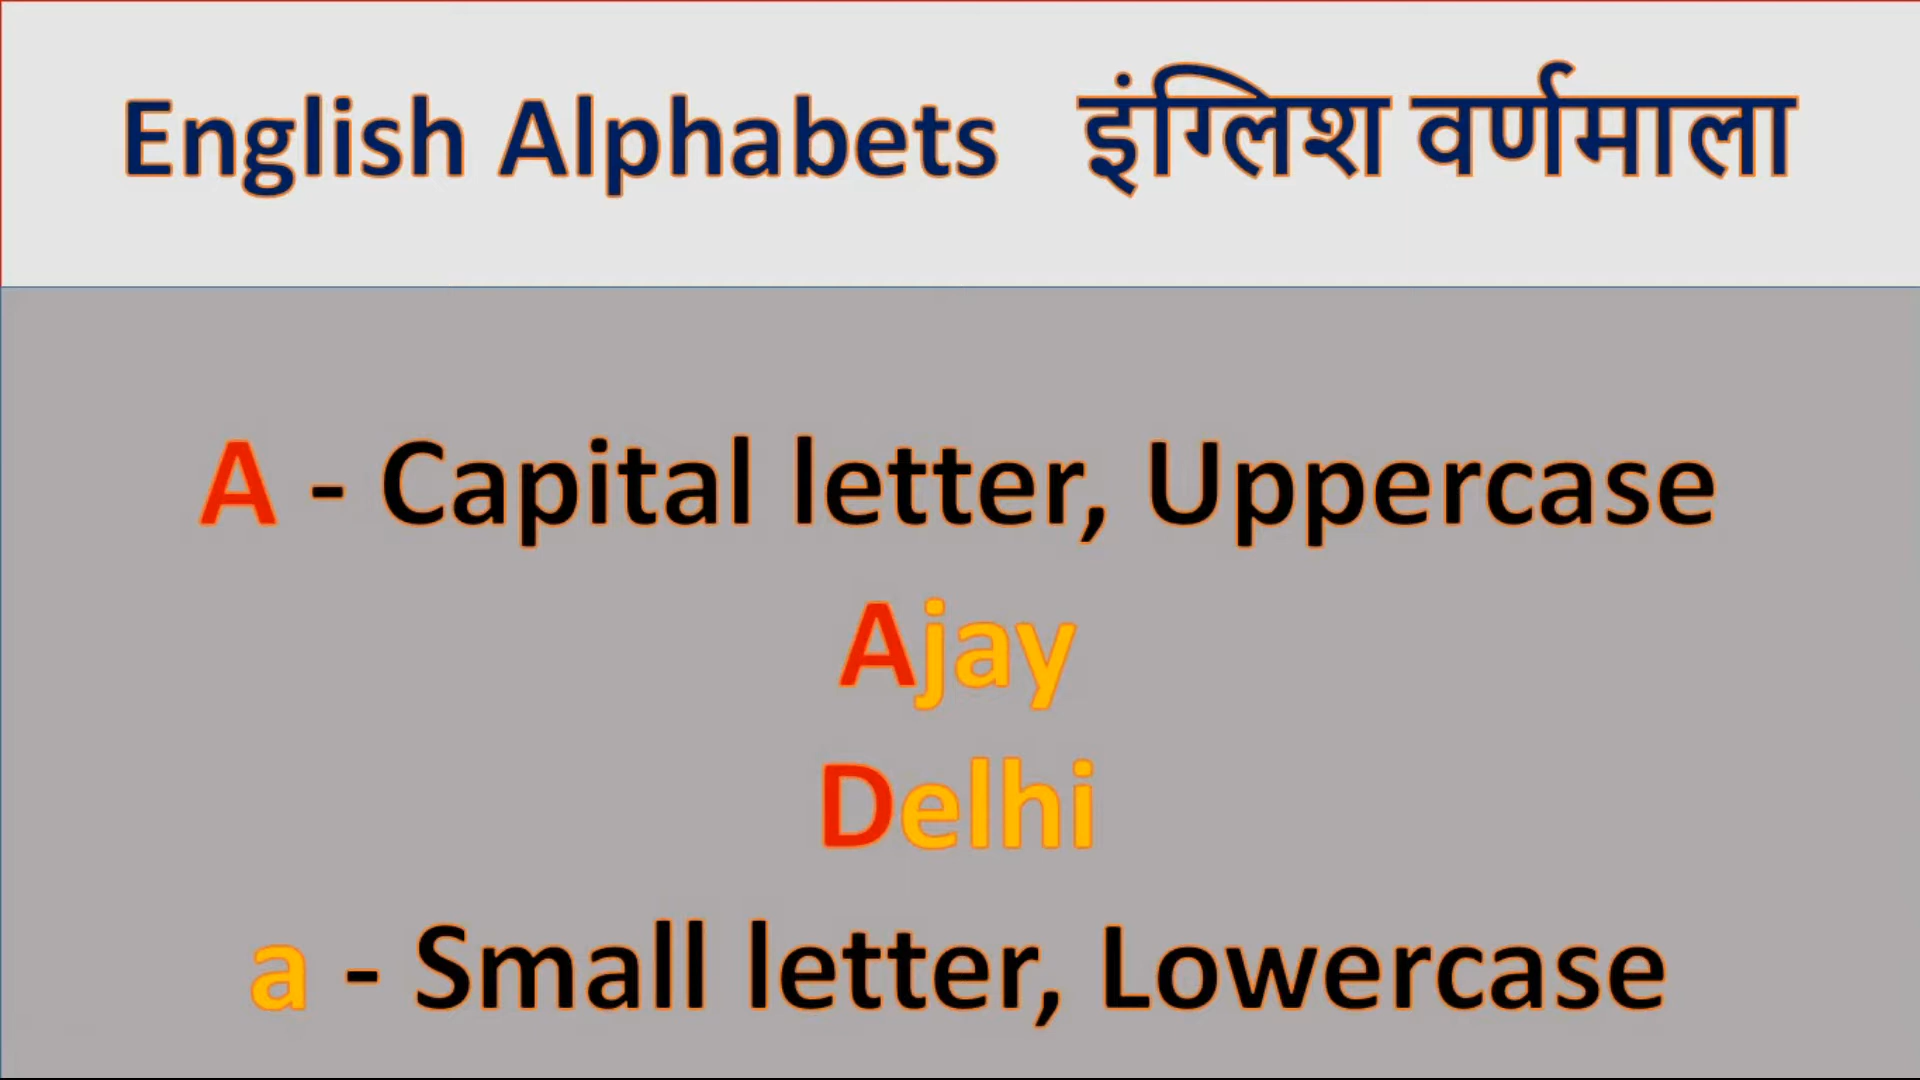 English Alphabets इंग्लिश वर्णमाला
A - Capital letter, Uppercase
Ajay
Delhi
a - Small letter, Lowercase